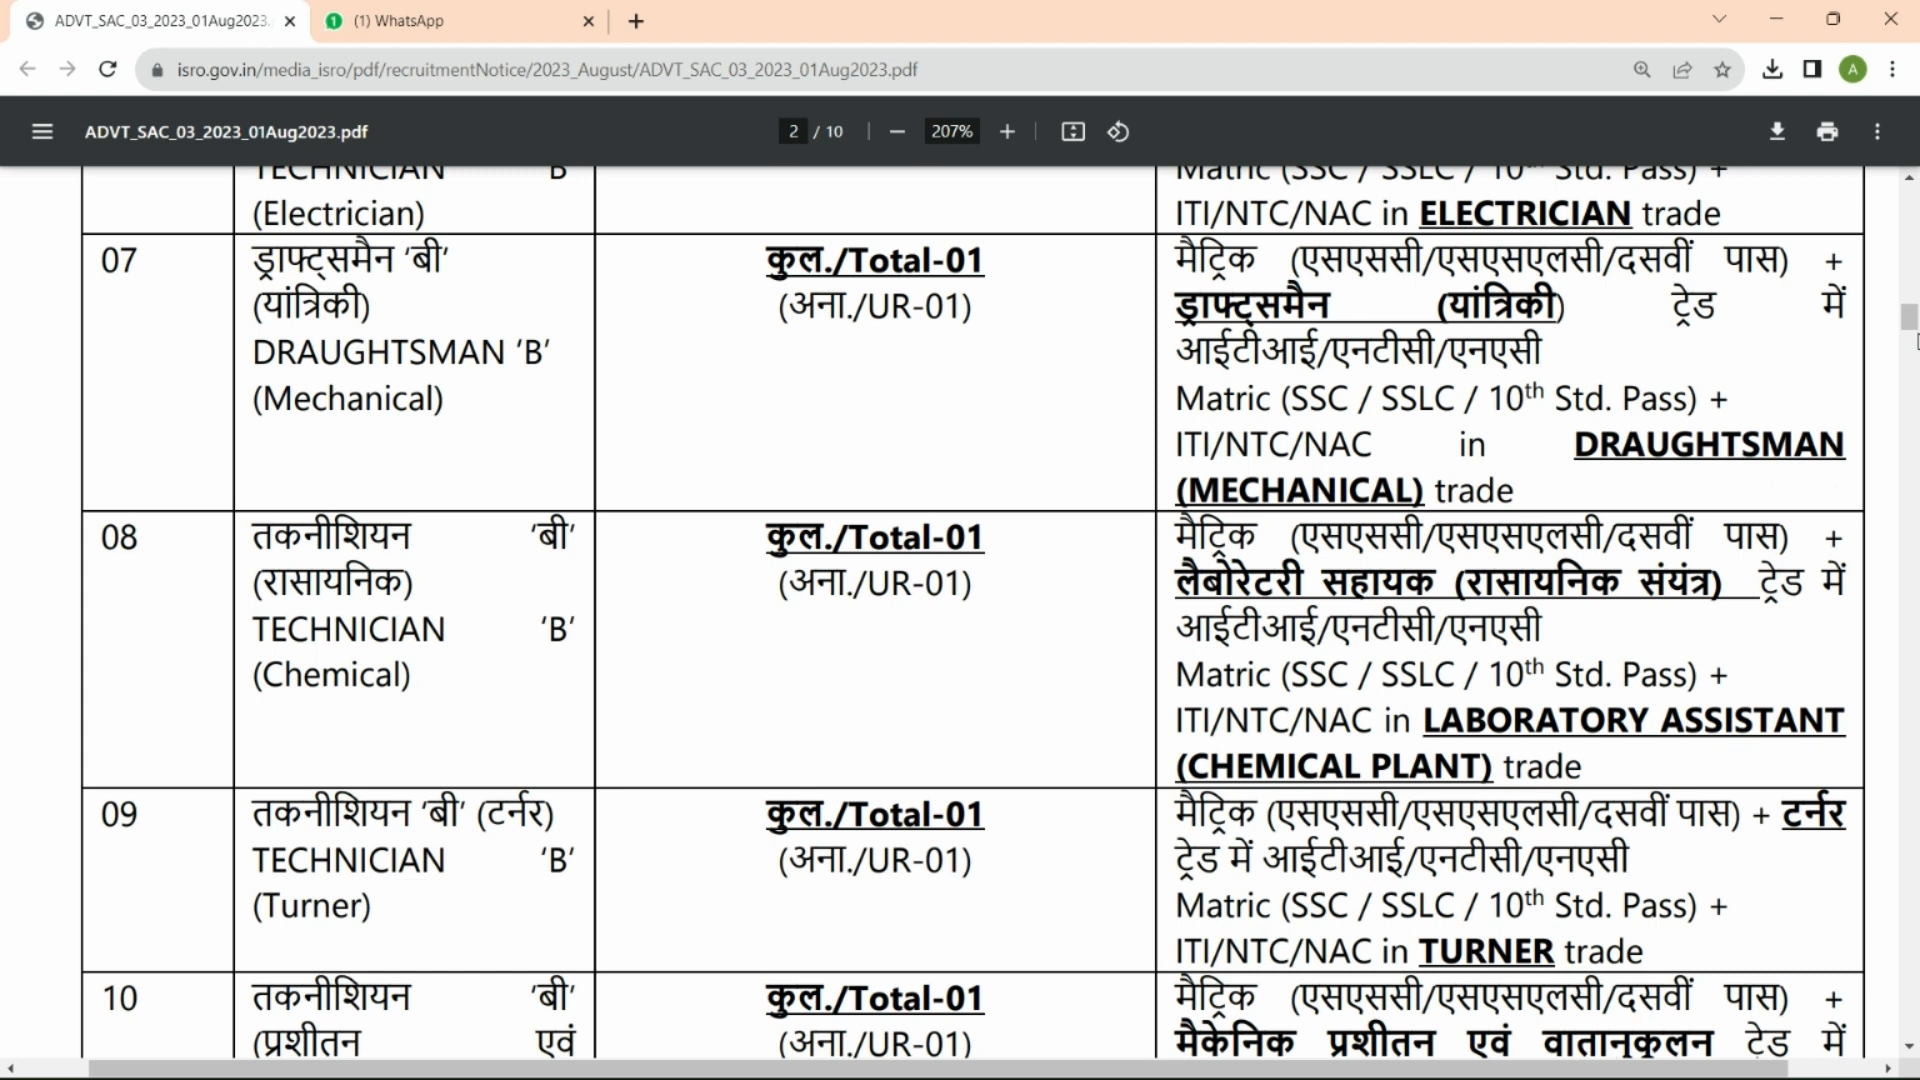 ADVT_SAC_03_2023_01Aug2023.
(1) WhatsApp
isro.gov.in/media_isro/pdf/recruitmentNotice/2023_August/ADVT_SAC_03_2023_01Aug2023.pdf
A
ADVT_SAC_03_2023_01Aug2023.pdf
2 / 10
207%
TECHNICIAN 'B'
(Electrician)
Matric (SSC / SSLC / 10th Std. Pass) +
ITI/NTC/NAC in ELECTRICIAN trade
07
ड्राफ्ट्समैन 'बी'
(यांत्रिकी)
DRAUGHTSMAN 'B'
(Mechanical)
कुल./Total-01
(अना./UR-01)
मैट्रिक (एसएससी/एसएसएलसी/दसवीं पास) +
ड्राफ्ट्समैन (यांत्रिकी) ट्रेड में
आईटीआई/एनटीसी/एनएसी
Matric (SSC / SSLC / 10th Std. Pass) +
ITI/NTC/NAC in DRAUGHTSMAN
(MECHANICAL) trade
08
तकनीशियन 'बी'
(रासायनिक)
TECHNICIAN 'B'
(Chemical)
कुल./Total-01
(अना./UR-01)
मैट्रिक (एसएससी/एसएसएलसी/दसवीं पास) +
लैबोरेटरी सहायक (रासायनिक संयंत्र) ट्रेड में
आईटीआई/एनटीसी/एनएसी
Matric (SSC / SSLC / 10th Std. Pass) +
ITI/NTC/NAC in LABORATORY ASSISTANT
(CHEMICAL PLANT) trade
09
तकनीशियन 'बी' (टर्नर)
TECHNICIAN 'B'
(Turner)
कुल./Total-01
(अना./UR-01)
मैट्रिक (एसएससी/एसएसएलसी/दसवीं पास) + टर्नर
ट्रेड में आईटीआई/एनटीसी/एनएसी
Matric (SSC / SSLC / 10th Std. Pass) +
ITI/NTC/NAC in TURNER trade
10
तकनीशियन 'बी'
(प्रशीतन एवं
कुल./Total-01
(अना./UR-01)
मैट्रिक (एसएससी/एसएसएलसी/दसवीं पास) +
मैकेनिक प्रशीतन एवं वातानुकूलन ट्रेड में